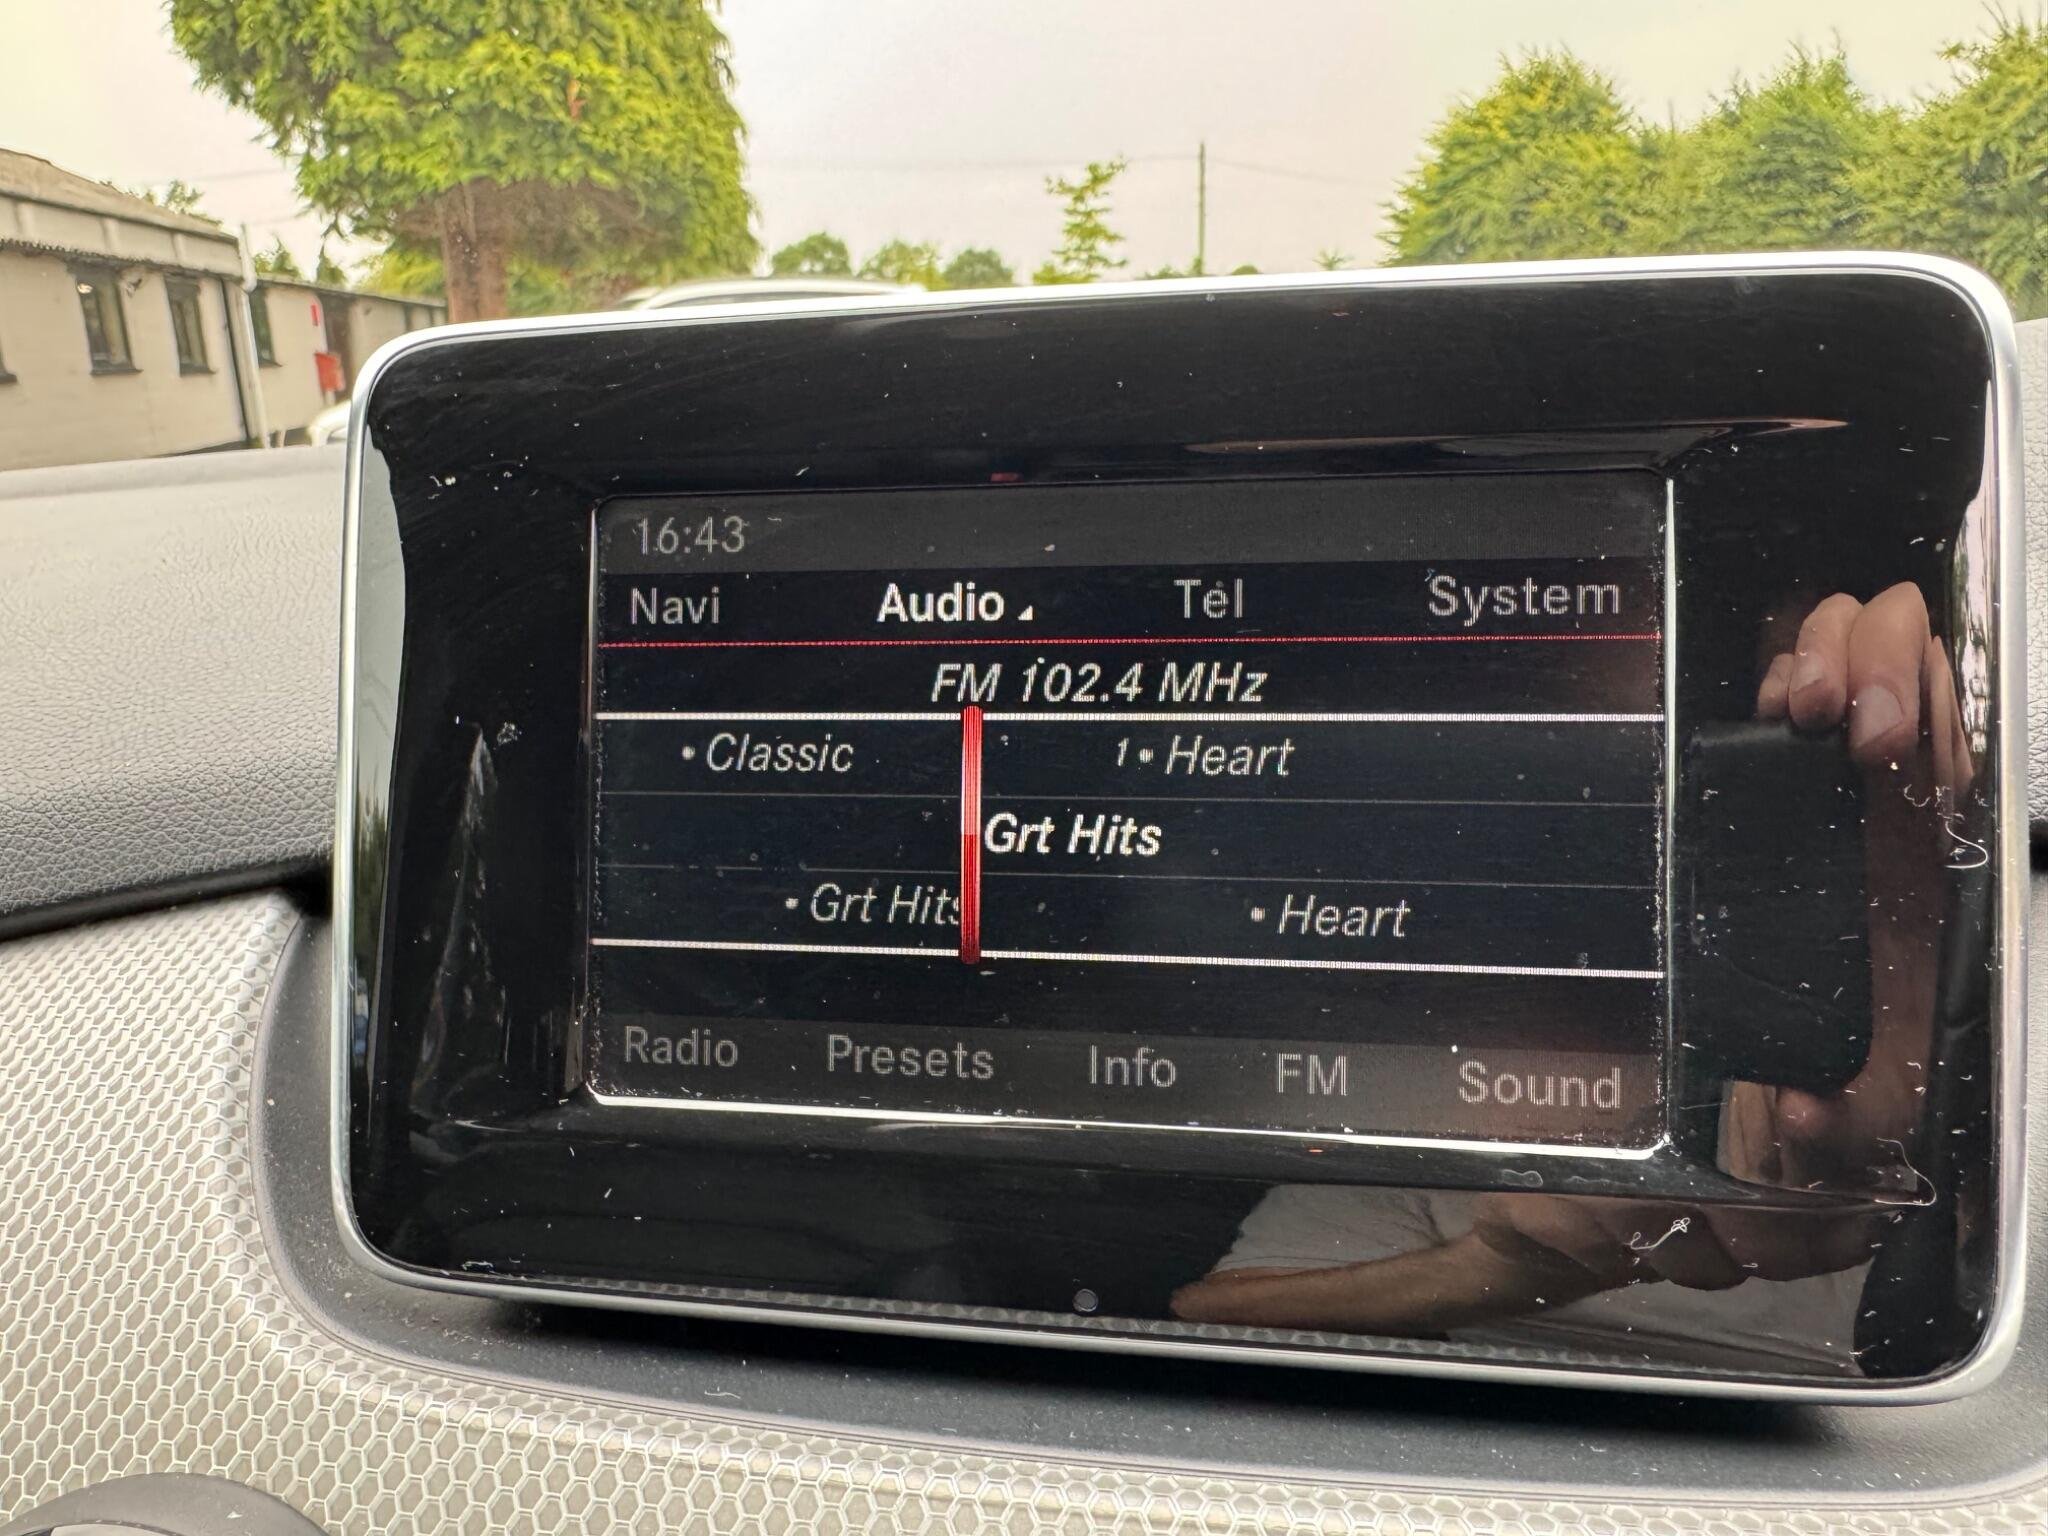 16:43
Navi Audio Tel System
FM 102.4 MHz
• Classic 1 • Heart
Grt Hits
• Grt Hits • Heart
Radio Presets Info FM Sound